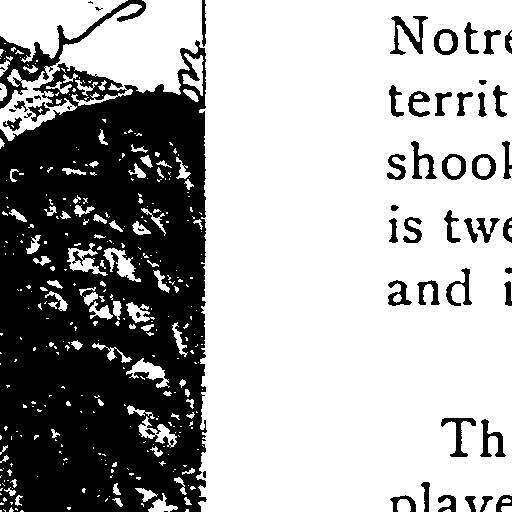 Notre
territ
shook
is twe
and i
Th
playe